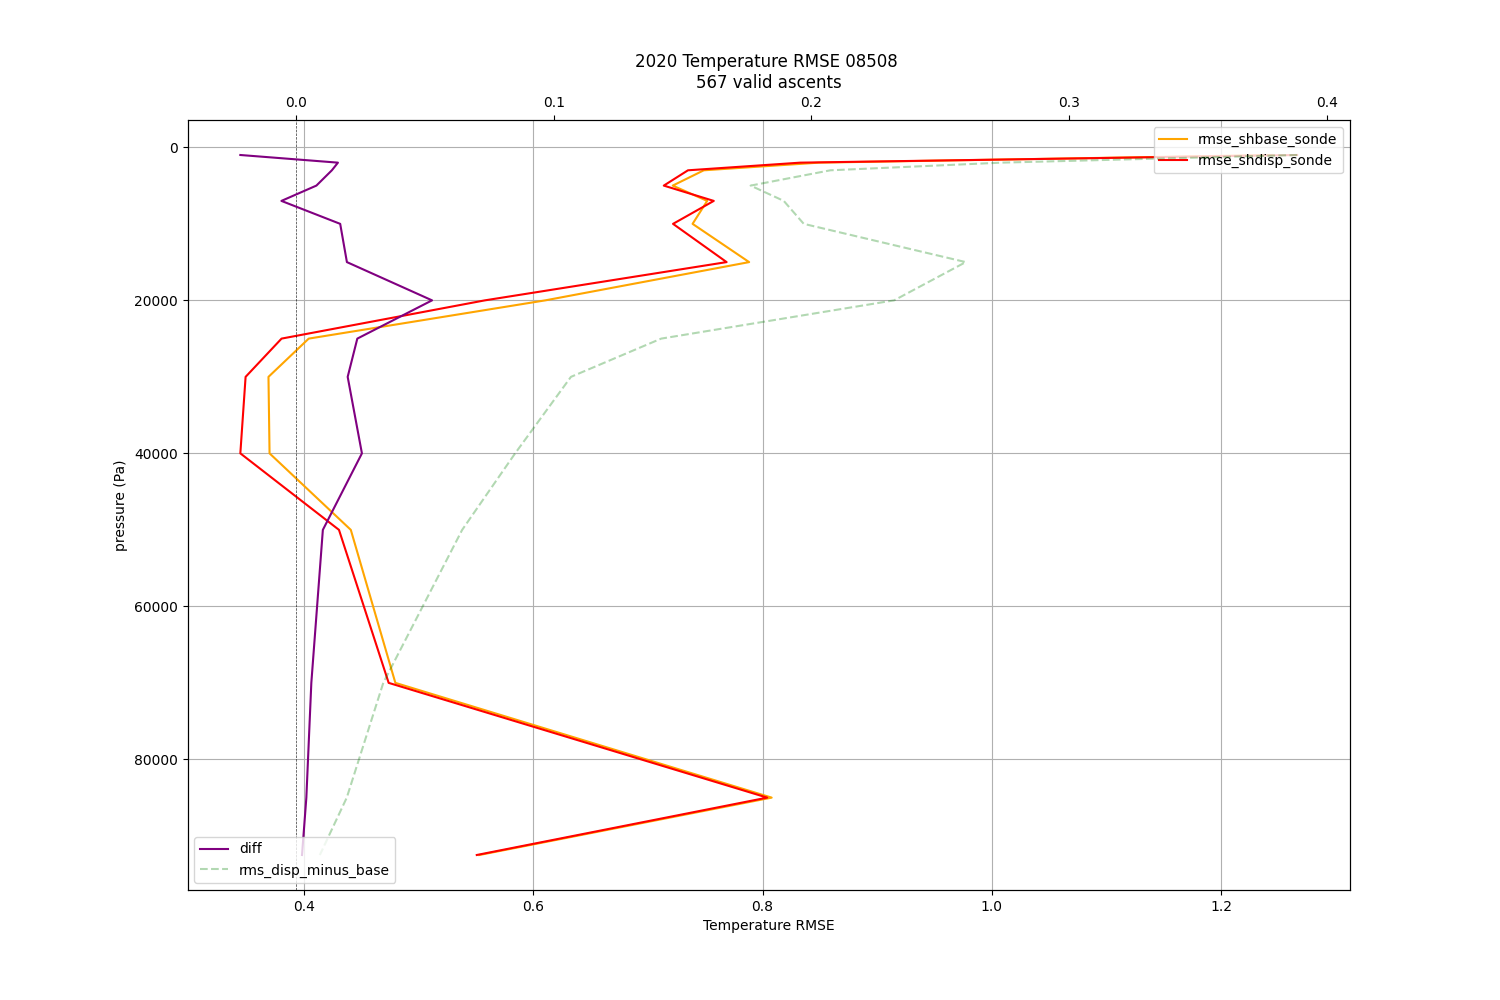 2020 Temperature RMSE 08508
567 valid ascents
0.0 0.1 0.2 0.3 0.4
rmse_shbase_sonde
rmse_shdisp_sonde
0
20000
40000
60000
80000
pressure (Pa)
diff
rms_disp_minus_base
0.4 0.6 0.8 1.0 1.2
Temperature RMSE